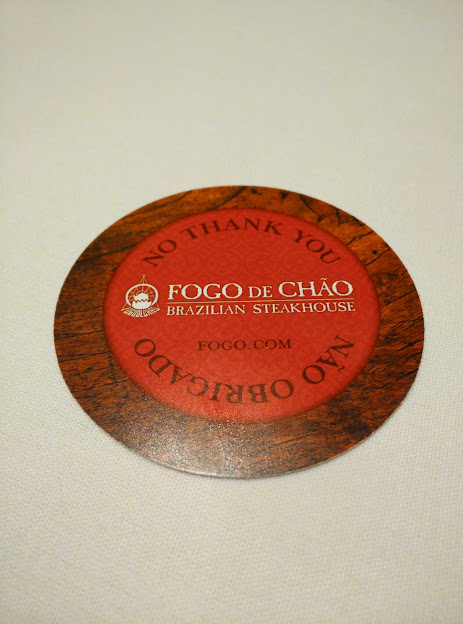 NO THANK YOU
FOGO DE CHÃO
BRAZILIAN STEAKHOUSE
FOGO.COM
NÃO OBRIGADO